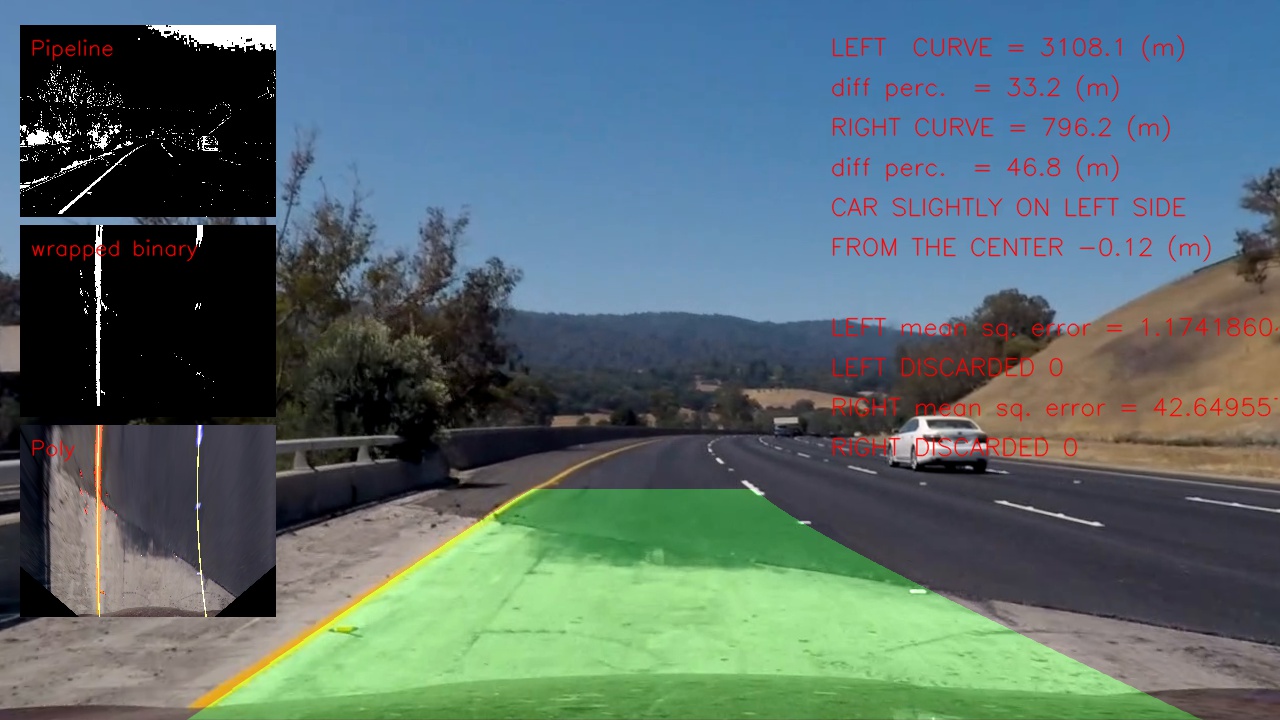 Pipeline
wrapped binary
Poly
LEFT CURVE = 3108.1 (m)
diff perc. = 33.2 (m)
RIGHT CURVE = 796.2 (m)
diff perc. = 46.8 (m)
CAR SLIGHTLY ON LEFT SIDE
FROM THE CENTER -0.12 (m)
LEFT mean sq. error = 1.1741860
LEFT DISCARDED 0
RIGHT mean sq. error = 42.649551
RIGHT DISCARDED 0